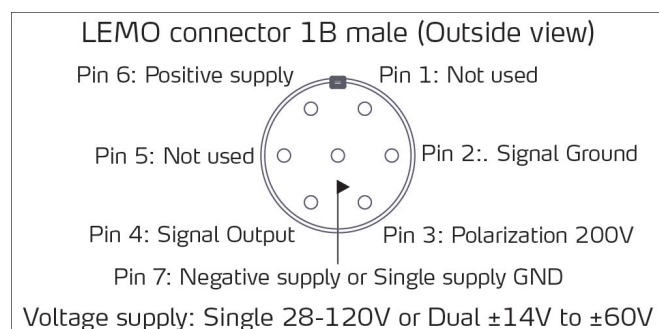 LEMO connector 1B male (Outside view)
Pin 6: Positive supply
Pin 1: Not used
Pin 5: Not used
Pin 2:. Signal Ground
Pin 4: Signal Output
Pin 3: Polarization 200V
Pin 7: Negative supply or Single supply GND
Voltage supply: Single 28-120V or Dual ±14V to ±60V